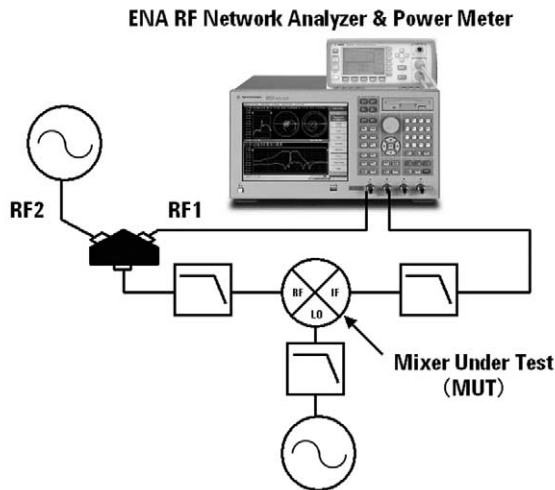 ENA RF Network Analyzer & Power Meter
RF2
RF1
RF
IF
LO
Mixer Under Test
(MUT)